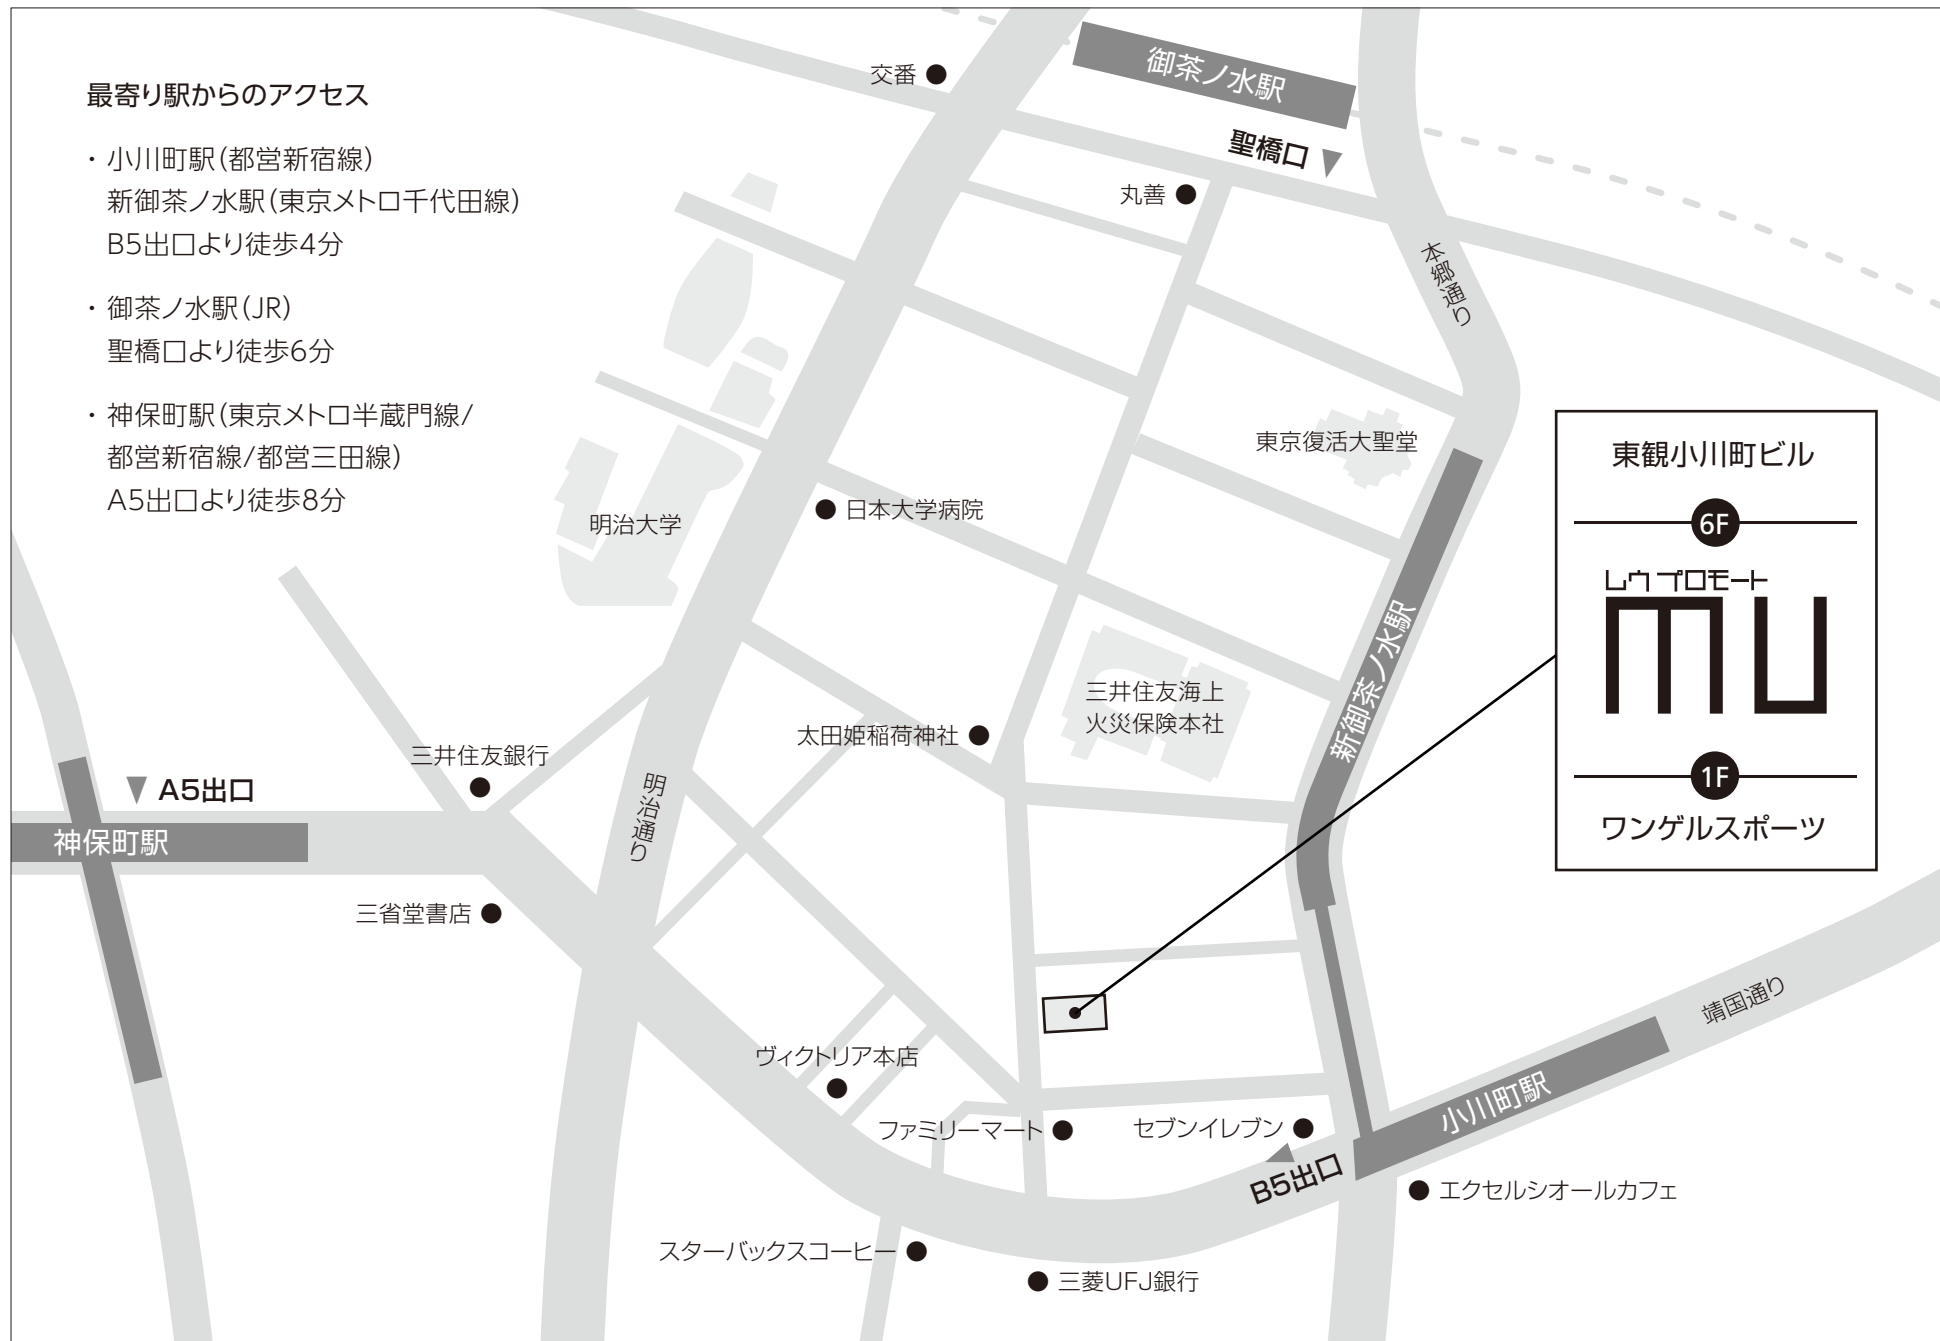 最寄り駅からのアクセス
・小川町駅(都営新宿線)
新御茶ノ水駅(東京メトロ千代田線)
B5出口より徒歩4分
・御茶ノ水駅(JR)
聖橋口より徒歩6分
・神保町駅(東京メトロ半蔵門線/
都営新宿線/都営三田線)
A5出口より徒歩8分
交番
御茶ノ水駅
聖橋口
丸善
本郷通り
東京復活大聖堂
日本大学病院
明治大学
新御茶ノ水駅
三井住友海上
火災保険本社
太田姫稲荷神社
三井住友銀行
A5出口
神保町駅
明治通り
三省堂書店
東観小川町ビル
6F
ムウ プロモート
mu
1F
ワンゲルスポーツ
靖国通り
ヴィクトリア本店
ファミリーマート
セブンイレブン
小川町駅
B5出口
エクセルシオールカフェ
スターバックスコーヒー
三菱UFJ銀行